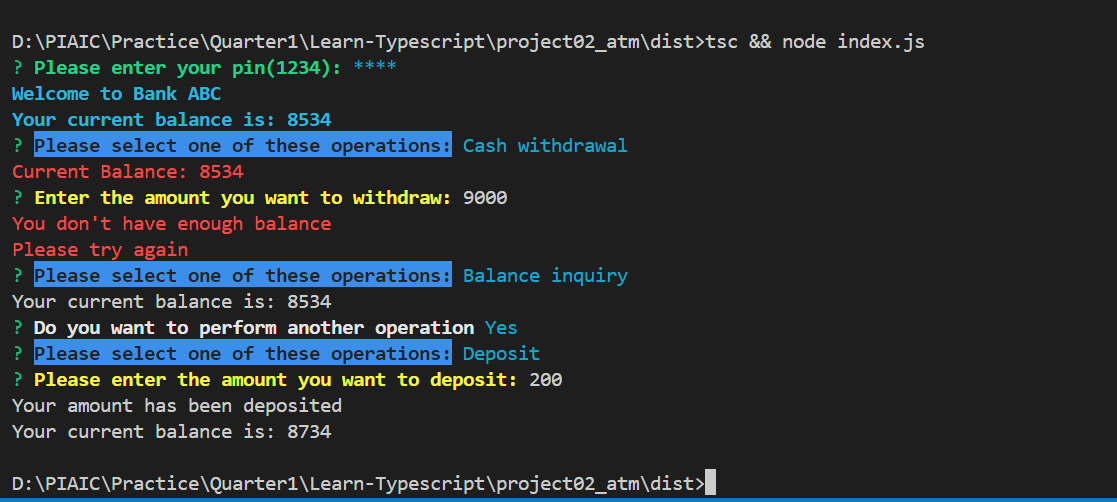 D:\PIAIC\Practice\Quarter1\Learn-Typescript\project02_atm\dist>tsc && node index.js
? Please enter your pin(1234): ****
Welcome to Bank ABC
Your current balance is: 8534
? Please select one of these operations: Cash withdrawal
Current Balance: 8534
? Enter the amount you want to withdraw: 9000
You don't have enough balance
Please try again
? Please select one of these operations: Balance inquiry
Your current balance is: 8534
? Do you want to perform another operation Yes
? Please select one of these operations: Deposit
? Please enter the amount you want to deposit: 200
Your amount has been deposited
Your current balance is: 8734
D:\PIAIC\Practice\Quarter1\Learn-Typescript\project02_atm\dist>